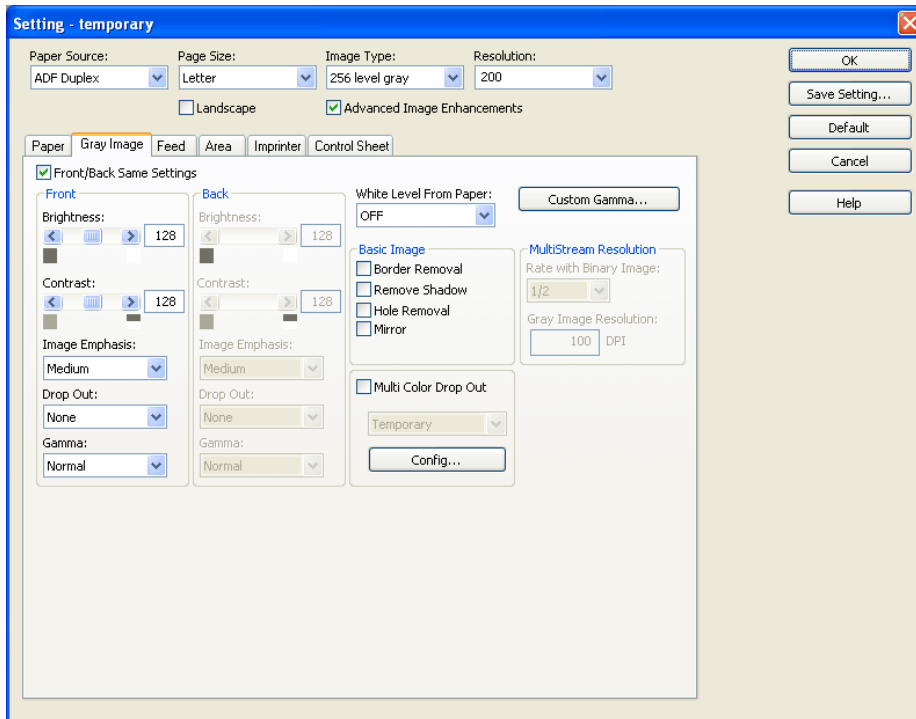 Setting - temporary
Paper Source: Page Size: Image Type: Resolution:
ADF Duplex Letter 256 level gray 200
Landscape Advanced Image Enhancements
OK
Save Setting...
Default
Cancel
Help
Paper Gray Image Feed Area Imprinter Control Sheet
Front/Back Same Settings
Front
Brightness:
128
Contrast:
128
Image Emphasis:
Medium
Drop Out:
None
Gamma:
Normal
Back
Brightness:
128
Contrast:
128
Image Emphasis:
Medium
Drop Out:
None
Gamma:
Normal
White Level From Paper:
OFF
Custom Gamma...
Basic Image
Border Removal
Remove Shadow
Hole Removal
Mirror
MultiStream Resolution
Rate with Binary Image:
1/2
Gray Image Resolution:
100 DPI
Multi Color Drop Out
Temporary
Config...